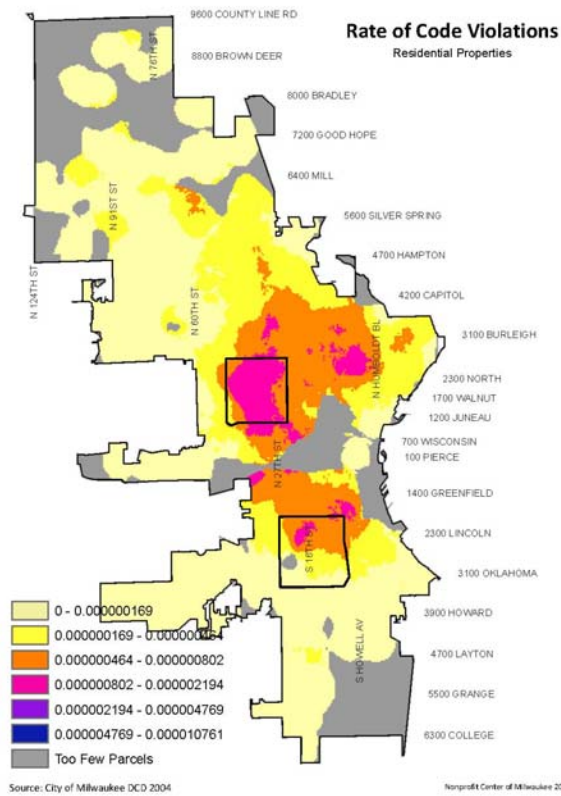 9600 COUNTY LINE RD
Rate of Code Violations
Residential Properties
N 76TH ST
8800 BROWN DEER
8000 BRADLEY
7200 GOOD HOPE
6400 MILL
N 91ST ST
5600 SILVER SPRING
4700 HAMPTON
N 124TH ST
N 60TH ST
4200 CAPITOL
N HUMBOLDT BL
3100 BURLEIGH
2300 NORTH
1700 WALNUT
1200 JUNEAU
700 WISCONSIN
100 PIERCE
N 27TH ST
1400 GREENFIELD
2300 LINCOLN
S 16TH ST
3100 OKLAHOMA
3900 HOWARD
S HOWELL AV
4700 LAYTON
5500 GRANGE
6300 COLLEGE
0 - 0.000000169
0.000000169 - 0.000000464
0.000000464 - 0.000000802
0.000000802 - 0.000002194
0.000002194 - 0.000004769
0.000004769 - 0.000010761
Too Few Parcels
Source: City of Milwaukee DCD 2004
Nonprofit Center of Milwaukee 20